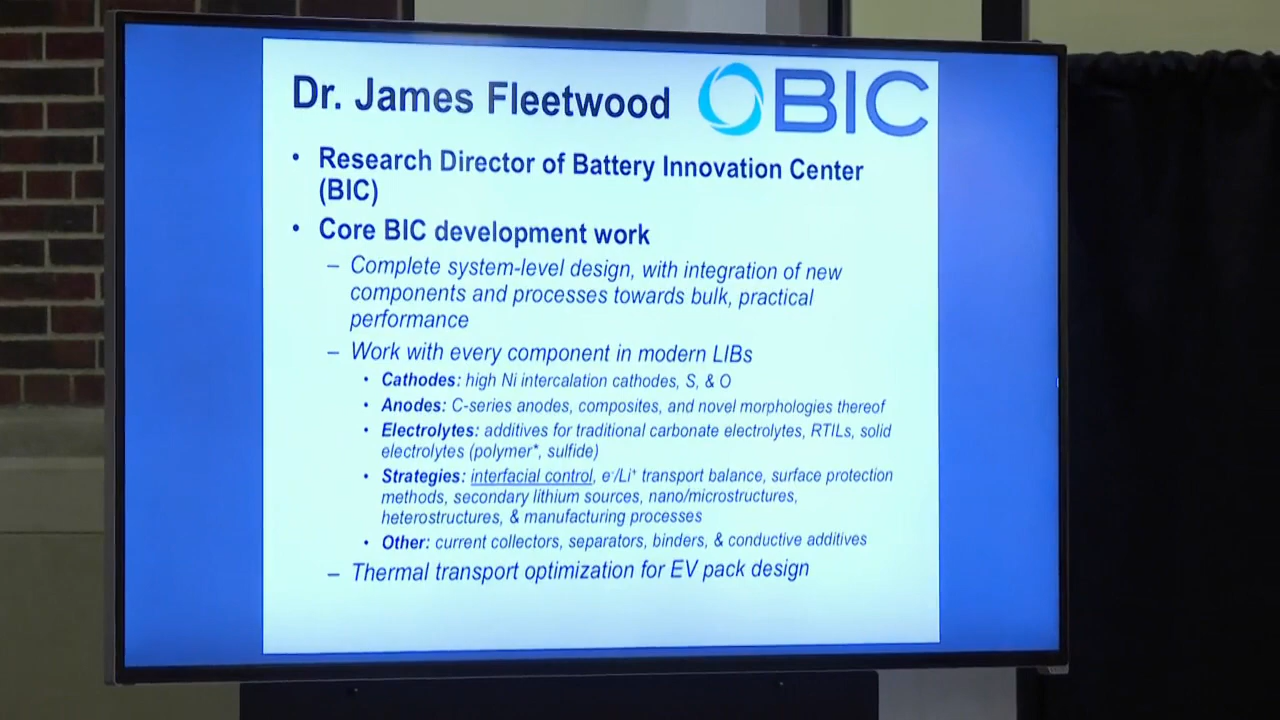 Dr. James Fleetwood
BIC
• Research Director of Battery Innovation Center
(BIC)
• Core BIC development work
– Complete system-level design, with integration of new
components and processes towards bulk, practical
performance
– Work with every component in modern LIBs
• Cathodes: high Ni intercalation cathodes, S, & O
• Anodes: C-series anodes, composites, and novel morphologies thereof
• Electrolytes: additives for traditional carbonate electrolytes, RTILs, solid
electrolytes (polymer*, sulfide)
• Strategies: interfacial control, e⁻/Li⁺ transport balance, surface protection
methods, secondary lithium sources, nano/microstructures,
heterostructures, & manufacturing processes
• Other: current collectors, separators, binders, & conductive additives
– Thermal transport optimization for EV pack design